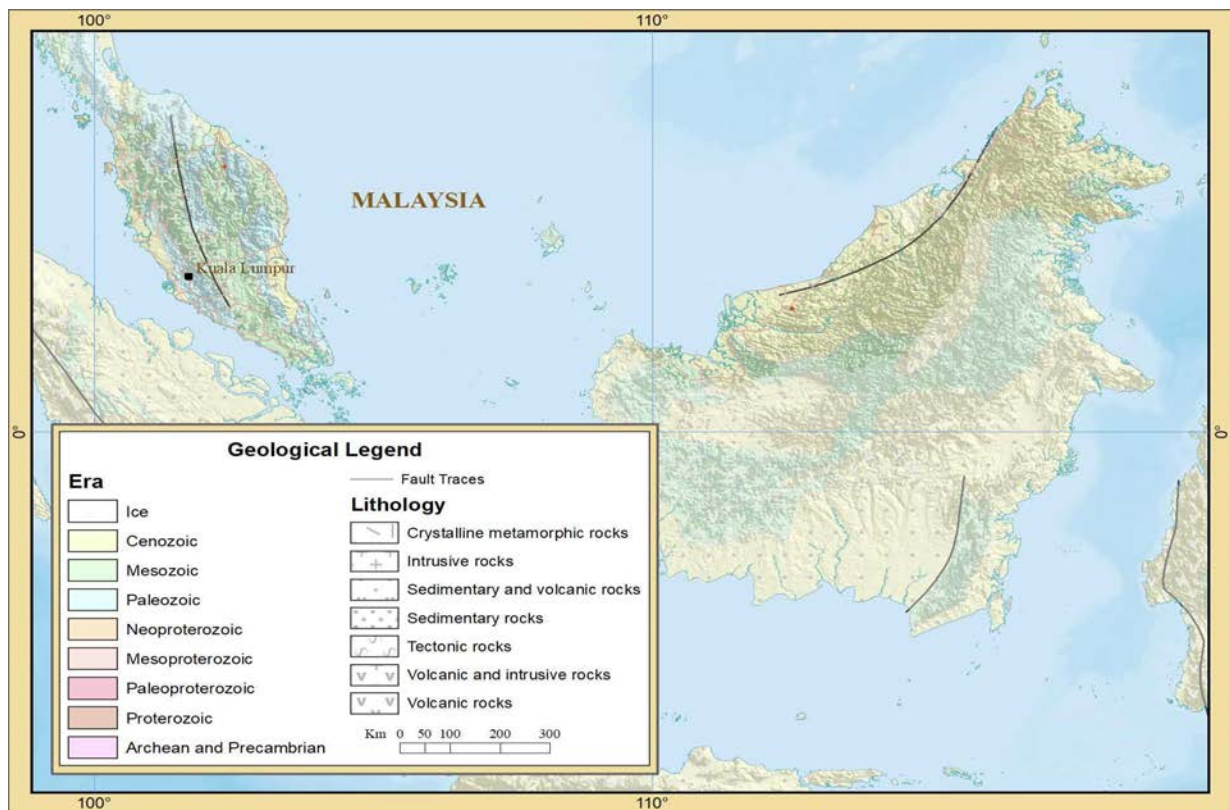 100°
110°
MALAYSIA
Kuala Lumpur
0°
0°
Geological Legend
Era
Ice
Cenozoic
Mesozoic
Paleozoic
Neoproterozoic
Mesoproterozoic
Paleoproterozoic
Proterozoic
Archean and Precambrian
Fault Traces
Lithology
Crystalline metamorphic rocks
Intrusive rocks
Sedimentary and volcanic rocks
Sedimentary rocks
Tectonic rocks
Volcanic and intrusive rocks
Volcanic rocks
Km 0 50 100 200 300
100°
110°